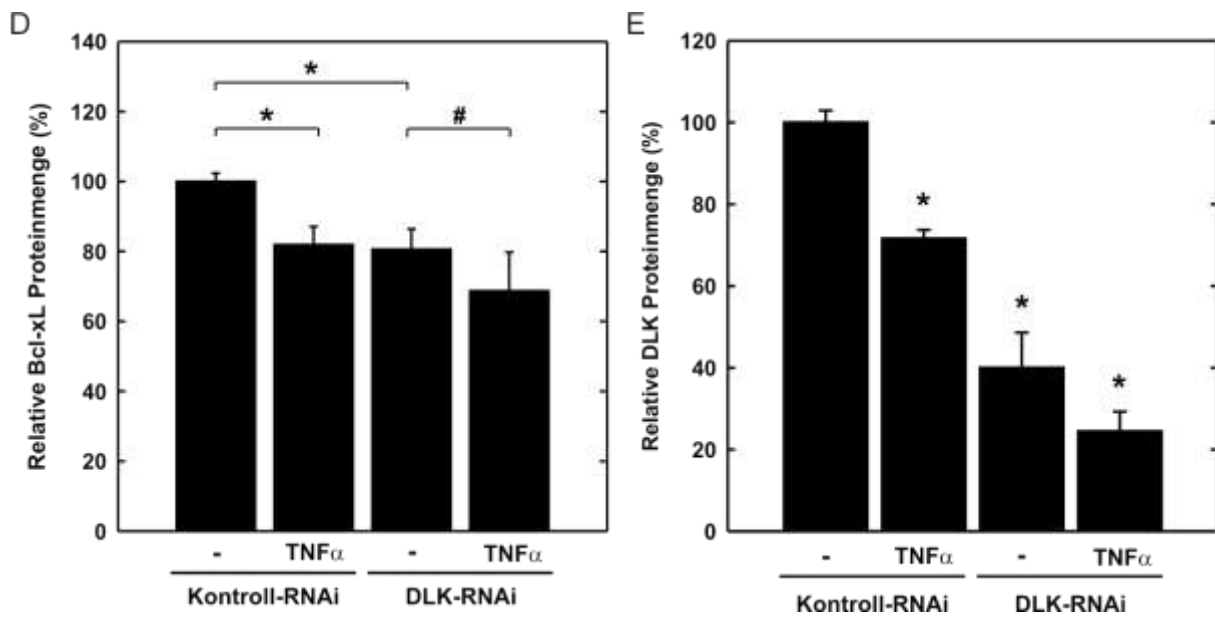 D
Relative Bcl-xL Proteinmenge (%)
140
120
100
80
60
40
20
0
*
*
#
- TNFα - TNFα
Kontroll-RNAi DLK-RNAi
E
Relative DLK Proteinmenge (%)
120
100
80
60
40
20
0
*
*
*
- TNFα - TNFα
Kontroll-RNAi DLK-RNAi